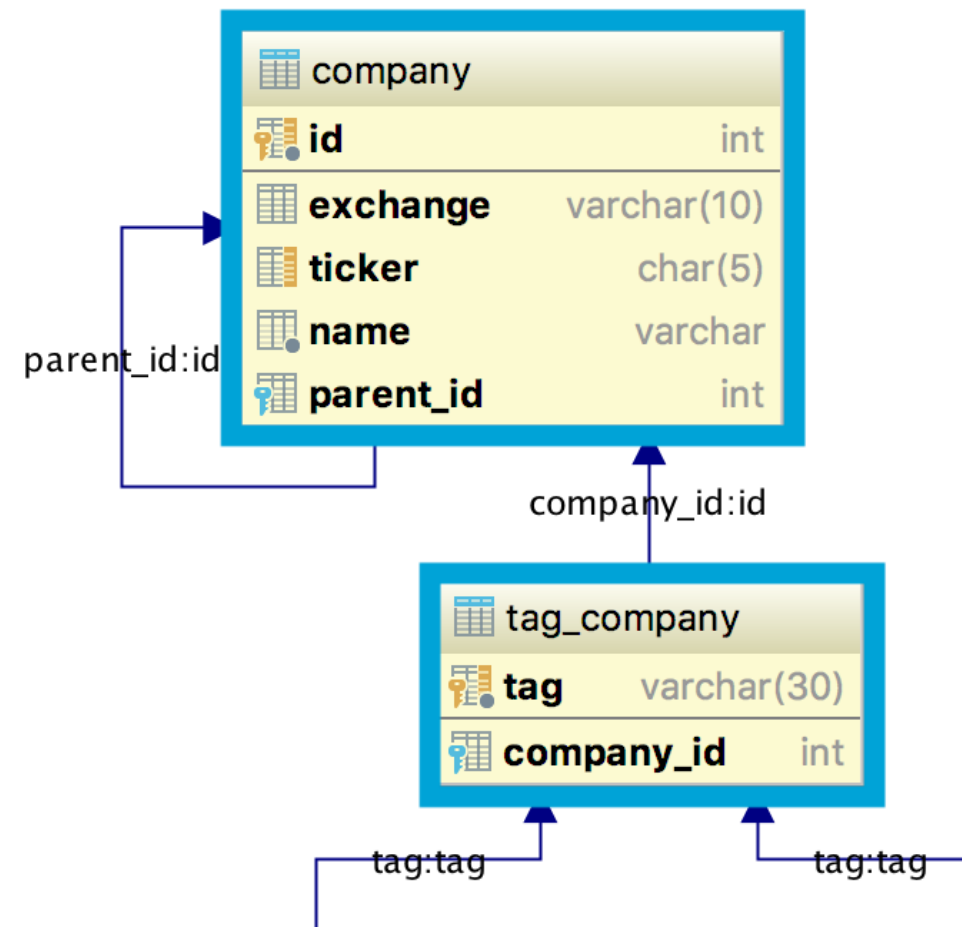 company
id int
exchange varchar(10)
ticker char(5)
name varchar
parent_id:id
parent_id int
company_id:id
tag_company
tag varchar(30)
company_id int
tag:tag tag:tag